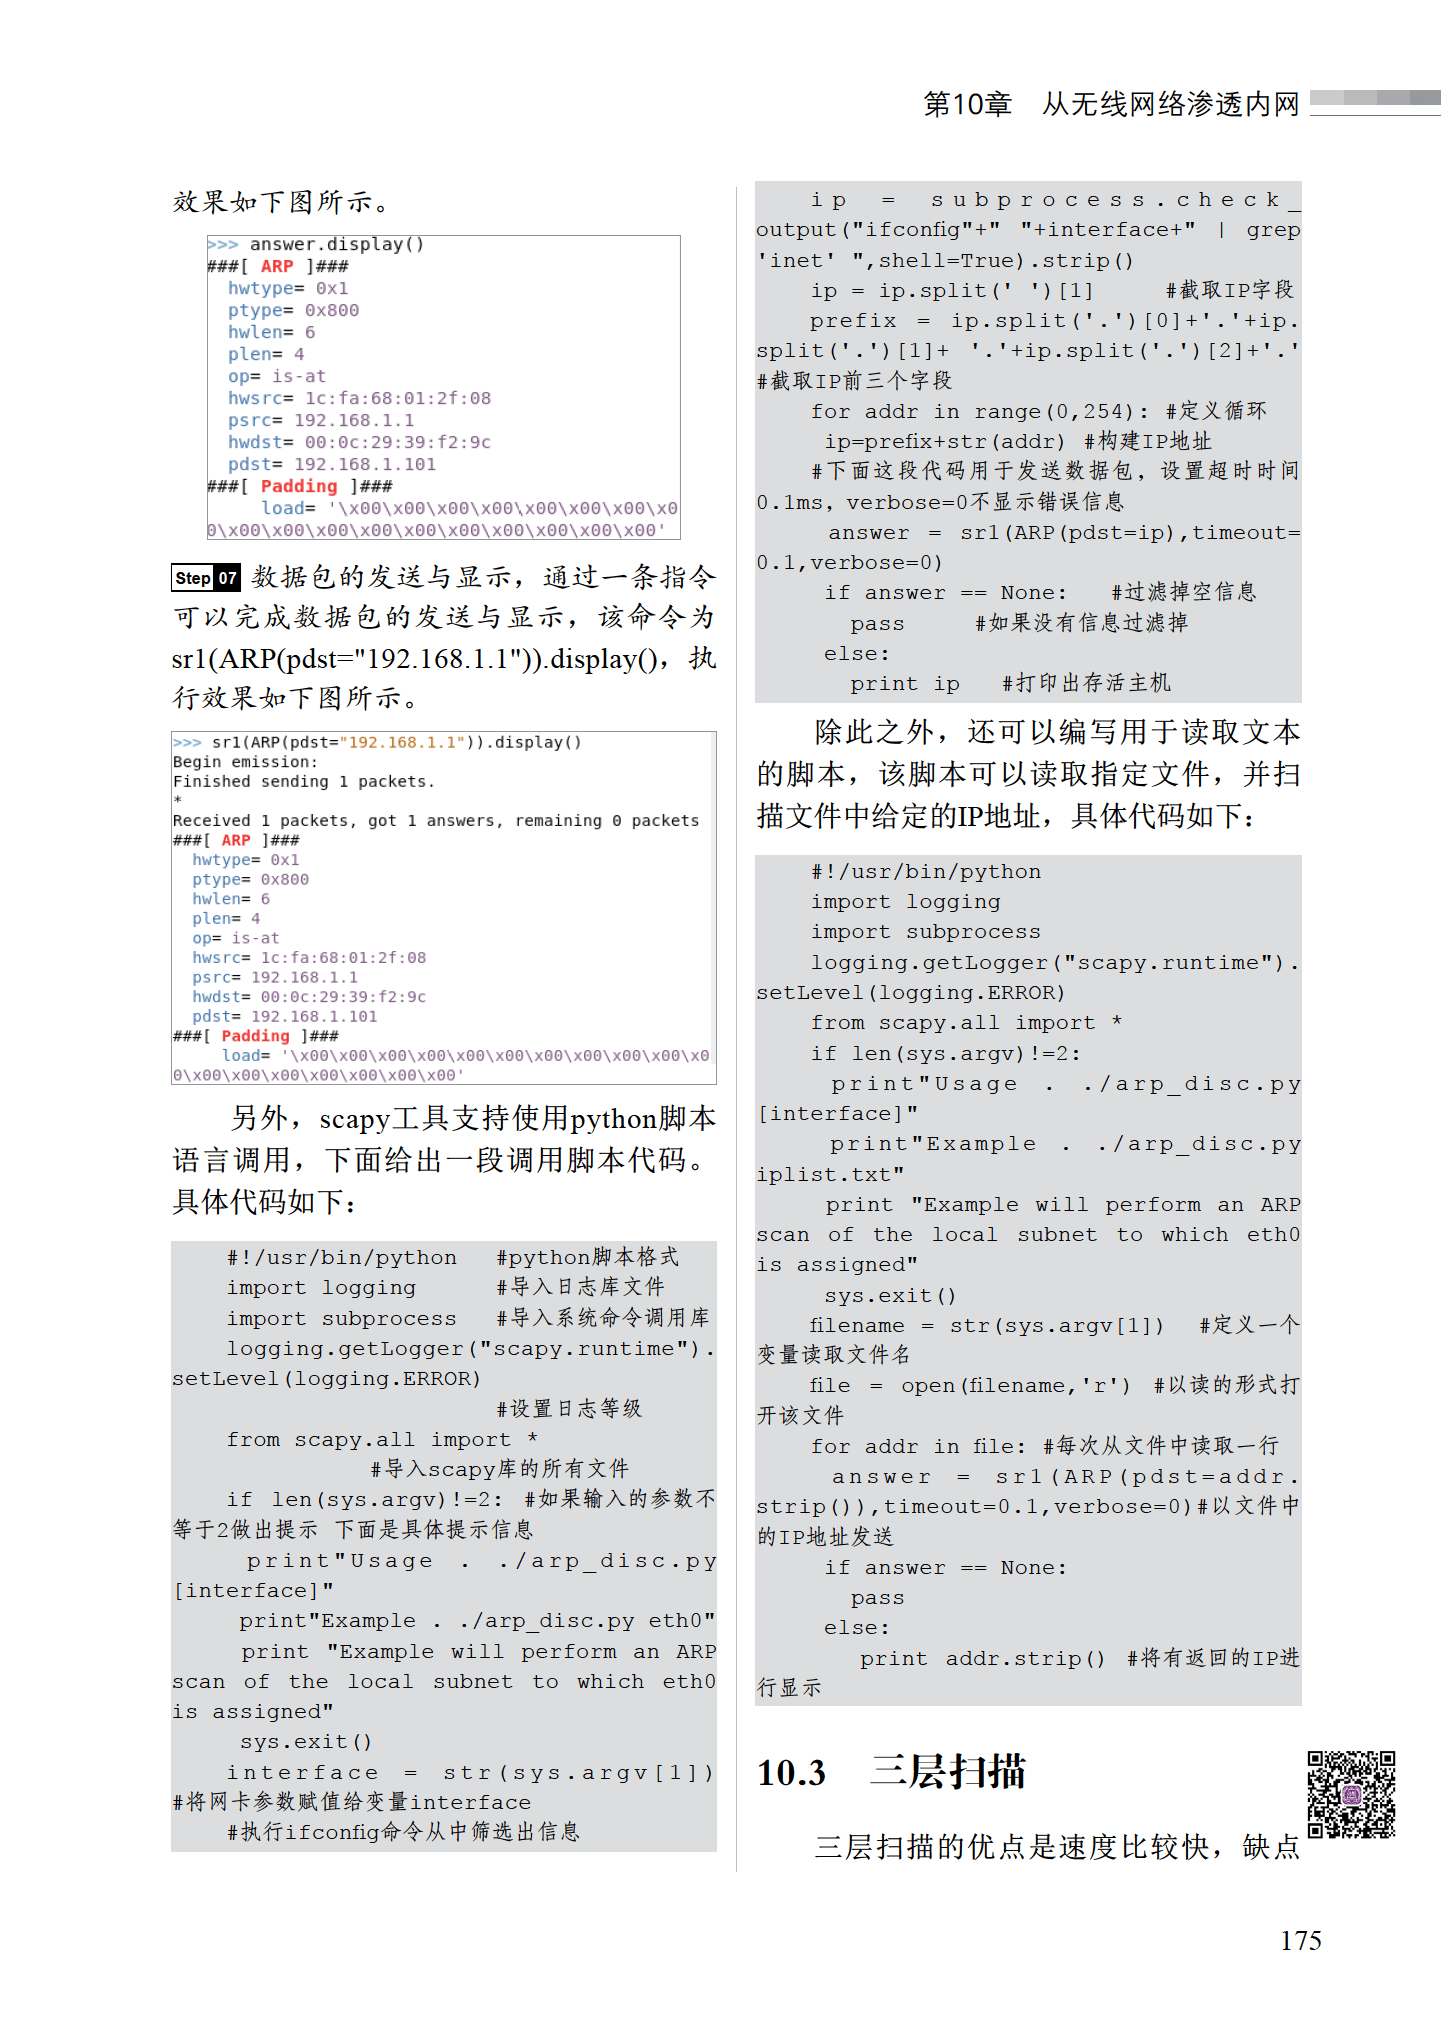 第10章　从无线网络渗透内网
效果如下图所示。
>>> answer.display()
###[ ARP ]###
  hwtype= 0x1
  ptype= 0x800
  hwlen= 6
  plen= 4
  op= is-at
  hwsrc= 1c:fa:68:01:2f:08
  psrc= 192.168.1.1
  hwdst= 00:0c:29:39:f2:9c
  pdst= 192.168.1.101
###[ Padding ]###
     load= '\x00\x00\x00\x00\x00\x00\x00\x0
0\x00\x00\x00\x00\x00\x00\x00\x00\x00\x00'
Step 07 数据包的发送与显示，通过一条指令
可以完成数据包的发送与显示，该命令为
sr1(ARP(pdst="192.168.1.1")).display()，执
行效果如下图所示。
>>> sr1(ARP(pdst="192.168.1.1")).display()
Begin emission:
Finished sending 1 packets.
*
Received 1 packets, got 1 answers, remaining 0 packets
###[ ARP ]###
  hwtype= 0x1
  ptype= 0x800
  hwlen= 6
  plen= 4
  op= is-at
  hwsrc= 1c:fa:68:01:2f:08
  psrc= 192.168.1.1
  hwdst= 00:0c:29:39:f2:9c
  pdst= 192.168.1.101
###[ Padding ]###
     load= '\x00\x00\x00\x00\x00\x00\x00\x00\x00\x00\x0
0\x00\x00\x00\x00\x00\x00\x00'
另外，scapy工具支持使用python脚本
语言调用，下面给出一段调用脚本代码。
具体代码如下：
#!/usr/bin/python   #python脚本格式
import logging      #导入日志库文件
import subprocess   #导入系统命令调用库
logging.getLogger("scapy.runtime").
setLevel(logging.ERROR)
#设置日志等级
from scapy.all import *
#导入scapy库的所有文件
if len(sys.argv)!=2: #如果输入的参数不
等于2做出提示 下面是具体提示信息
print"Usage . ./arp_disc.py
[interface]"
print"Example . ./arp_disc.py eth0"
print "Example will perform an ARP
scan of the local subnet to which eth0
is assigned"
sys.exit()
interface = str(sys.argv[1])
#将网卡参数赋值给变量interface
#执行ifconfig命令从中筛选出信息
ip = subprocess.check_
output("ifconfig"+" "+interface+" | grep
'inet' ",shell=True).strip()
ip = ip.split(' ')[1]     #截取IP字段
prefix = ip.split('.')[0]+'.'+ip.
split('.')[1]+ '.'+ip.split('.')[2]+'.'
#截取IP前三个字段
for addr in range(0,254): #定义循环
ip=prefix+str(addr) #构建IP地址
#下面这段代码用于发送数据包，设置超时时间
0.1ms，verbose=0不显示错误信息
answer = sr1(ARP(pdst=ip),timeout=
0.1,verbose=0)
if answer == None:   #过滤掉空信息
pass     #如果没有信息过滤掉
else:
print ip   #打印出存活主机
除此之外，还可以编写用于读取文本
的脚本，该脚本可以读取指定文件，并扫
描文件中给定的IP地址，具体代码如下：
#!/usr/bin/python
import logging
import subprocess
logging.getLogger("scapy.runtime").
setLevel(logging.ERROR)
from scapy.all import *
if len(sys.argv)!=2:
print"Usage . ./arp_disc.py
[interface]"
print"Example . ./arp_disc.py
iplist.txt"
print "Example will perform an ARP
scan of the local subnet to which eth0
is assigned"
sys.exit()
filename = str(sys.argv[1])  #定义一个
变量读取文件名
file = open(filename,'r') #以读的形式打
开该文件
for addr in file: #每次从文件中读取一行
answer = sr1(ARP(pdst=addr.
strip()),timeout=0.1,verbose=0)#以文件中
的IP地址发送
if answer == None:
pass
else:
print addr.strip() #将有返回的IP进
行显示
10.3　三层扫描
三层扫描的优点是速度比较快，缺点
175